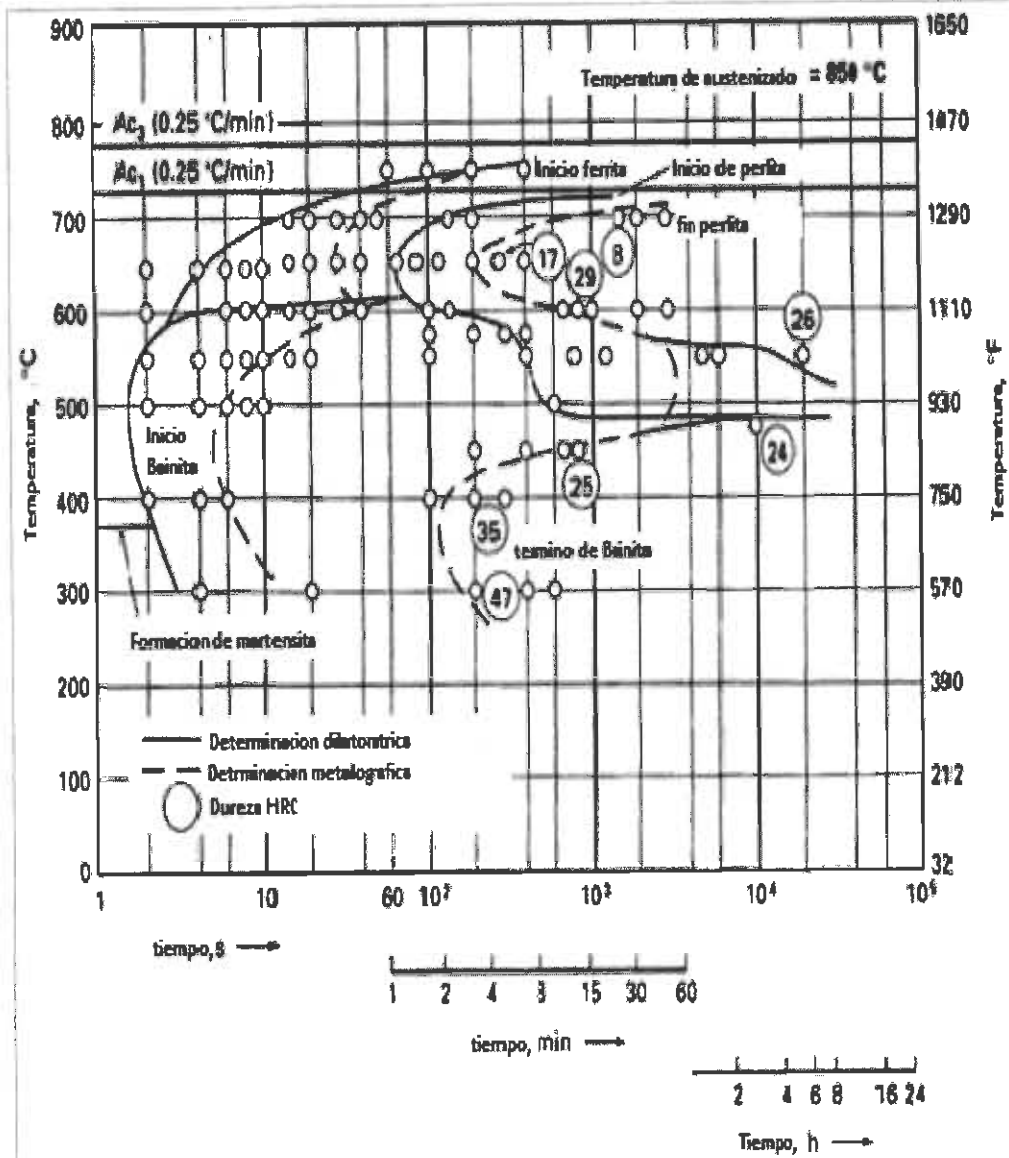 900
1650
Temperatura de austenizado = 850 °C
Ac3 (0.25 °C/min)
800
1470
Ac1 (0.25 °C/min)
Inicio ferrita
Inicio de perlita
700
1290
fin perlita
17
29
8
600
1110
26
500
930
Inicio
Bainita
24
25
400
750
35
termino de Bainita
300
570
47
Formacion de martensita
200
390
Determinacion
100
212
Dureza HRC
0
32
Temperatura, °C
Temperatura, °F
1 10 60 10² 10³ 10⁴
tiempo, s
1 2 4 8 15 30 60
tiempo, min
2 4 6 8 16 24
Tiempo, h